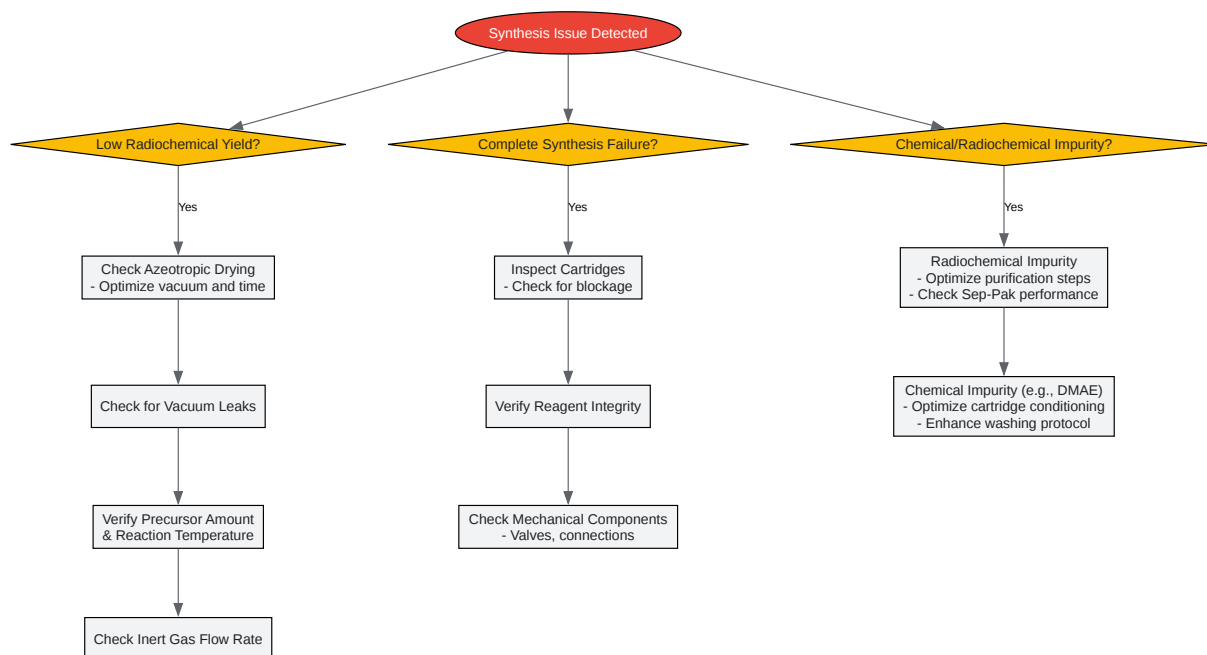 Synthesis Issue Detected
Low Radiochemical Yield?
Complete Synthesis Failure?
Chemical/Radiochemical Impurity?
Yes
Yes
Yes
Check Azeotropic Drying
- Optimize vacuum and time
Inspect Cartridges
- Check for blockage
Radiochemical Impurity
- Optimize purification steps
- Check Sep-Pak performance
Check for Vacuum Leaks
Verify Reagent Integrity
Chemical Impurity (e.g., DMAE)
- Optimize cartridge conditioning
- Enhance washing protocol
Verify Precursor Amount
& Reaction Temperature
Check Mechanical Components
- Valves, connections
Check Inert Gas Flow Rate